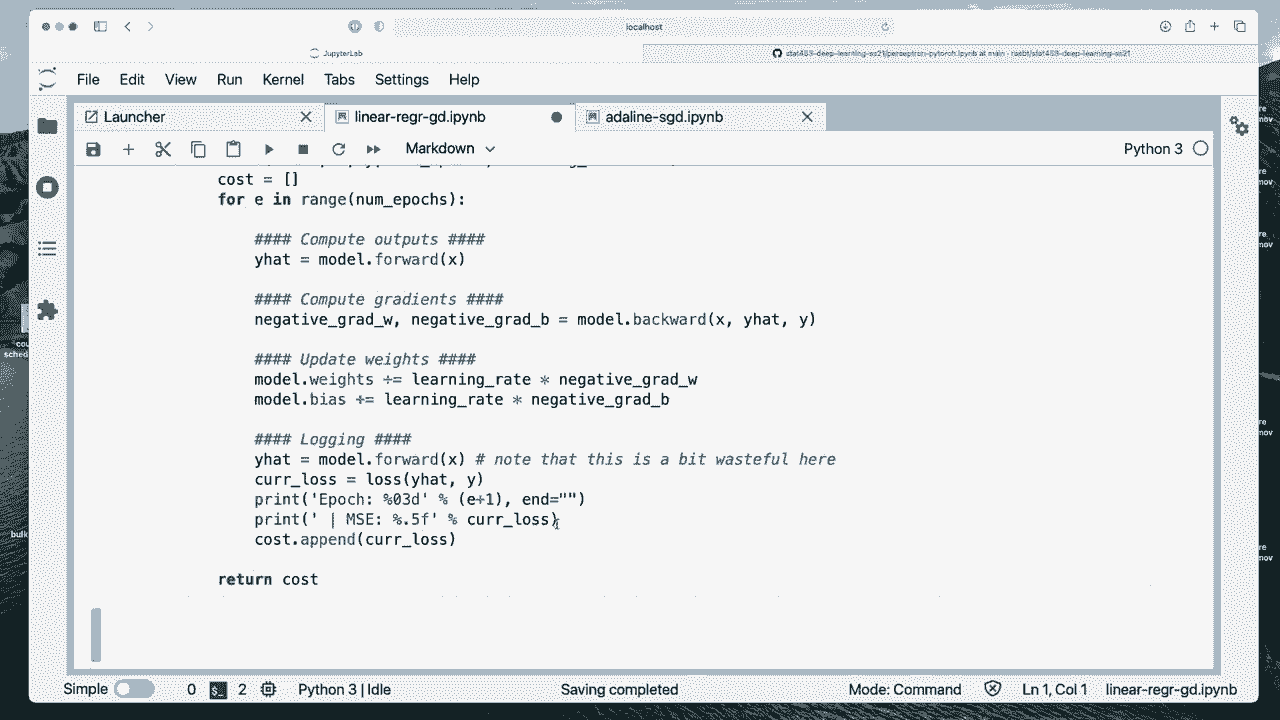 localhost
JupyterLab
stat453-deep-learning-ss21/perceptron-pytorch.ipynb at main · rasbt/stat453-deep-learning-ss21
File Edit View Run Kernel Tabs Settings Help
Launcher
linear-regr-gd.ipynb
adaline-sgd.ipynb
Markdown
Python 3
cost = []
for e in range(num_epochs):
#### Compute outputs ####
yhat = model.forward(x)
#### Compute gradients ####
negative_grad_w, negative_grad_b = model.backward(x, yhat, y)
#### Update weights ####
model.weights += learning_rate * negative_grad_w
model.bias += learning_rate * negative_grad_b
#### Logging ####
yhat = model.forward(x) # note that this is a bit wasteful here
curr_loss = loss(yhat, y)
print('Epoch: %03d' % (e+1), end="")
print(' | MSE: %.5f' % curr_loss)
cost.append(curr_loss)
return cost
Simple 0 2 Python 3 | Idle Saving completed Mode: Command Ln 1, Col 1 linear-regr-gd.ipynb